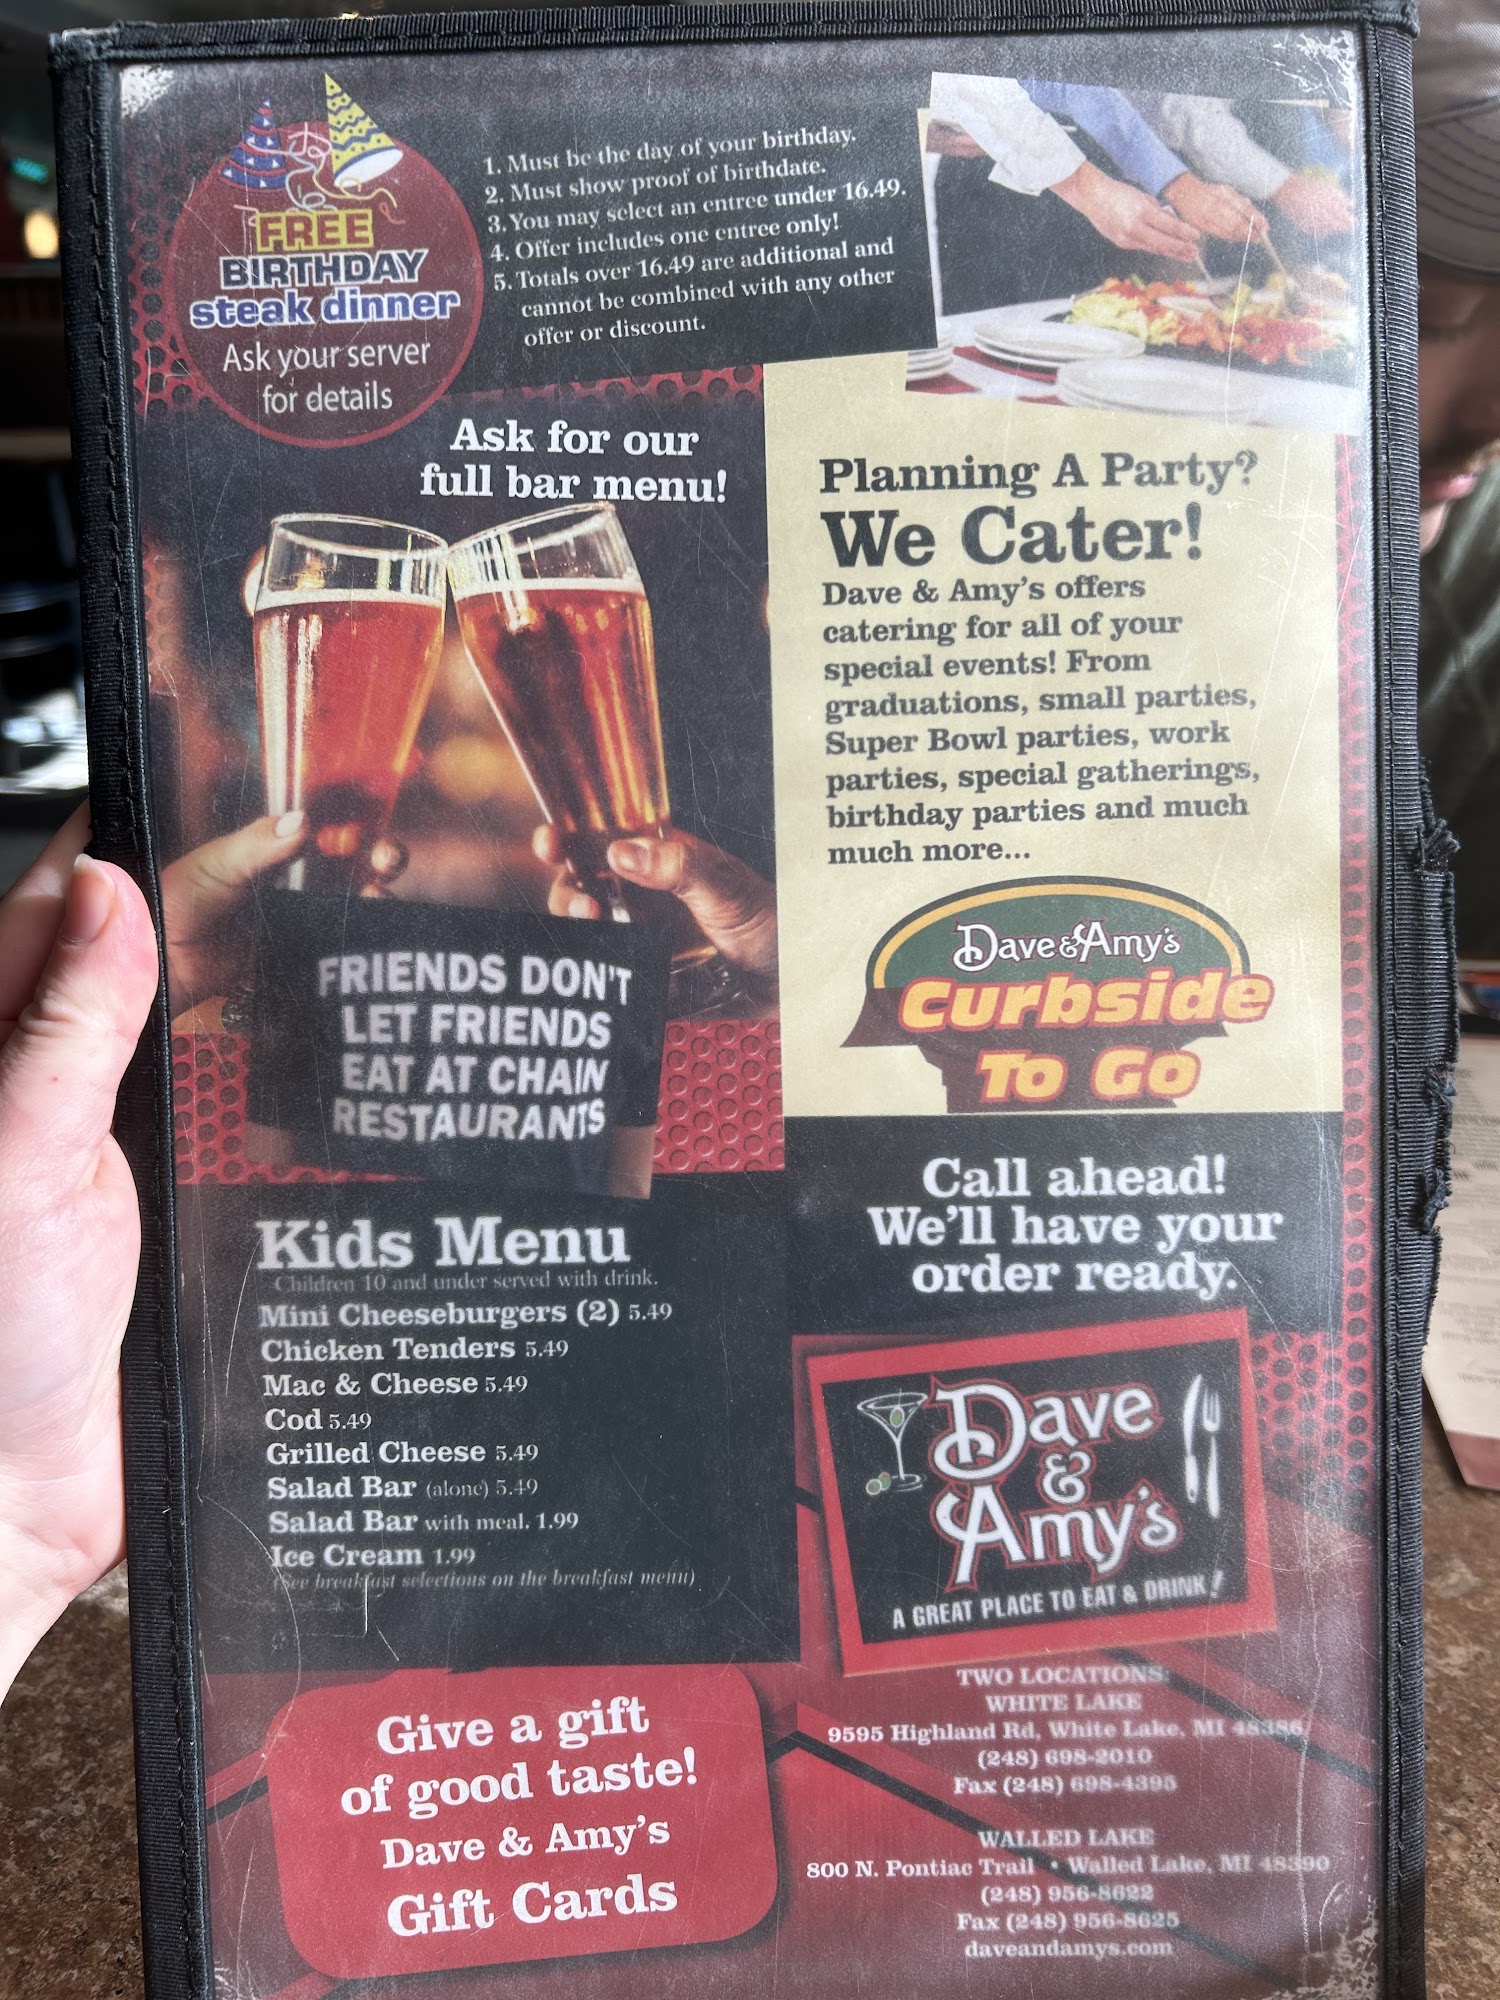 FREE
BIRTHDAY
steak dinner
Ask your server
for details
1. Must be the day of your birthday.
2. Must show proof of birthdate.
3. You may select an entree under 16.49.
4. Offer includes one entree only!
5. Totals over 16.49 are additional and
cannot be combined with any other
offer or discount.
Ask for our
full bar menu!
FRIENDS DON'T
LET FRIENDS
EAT AT CHAIN
RESTAURANTS
Kids Menu
Children 10 and under served with drink.
Mini Cheeseburgers (2) 5.49
Chicken Tenders 5.49
Mac & Cheese 5.49
Cod 5.49
Grilled Cheese 5.49
Salad Bar (alone) 5.49
Salad Bar with meal. 1.99
Ice Cream 1.99
(See breakfast selections on the breakfast menu)
Give a gift
of good taste!
Dave & Amy's
Gift Cards
Planning A Party?
We Cater!
Dave & Amy's offers
catering for all of your
special events! From
graduations, small parties,
Super Bowl parties, work
parties, special gatherings,
birthday parties and much
much more...
Dave & Amy's
Curbside
To Go
Call ahead!
We'll have your
order ready.
Dave
&
Amy's
A GREAT PLACE TO EAT & DRINK!
TWO LOCATIONS:
WHITE LAKE
9595 Highland Rd, White Lake, MI 48386
(248) 698-2010
Fax (248) 698-4395
WALLED LAKE
800 N. Pontiac Trail • Walled Lake, MI 48390
(248) 956-8622
Fax (248) 956-8625
daveandamys.com